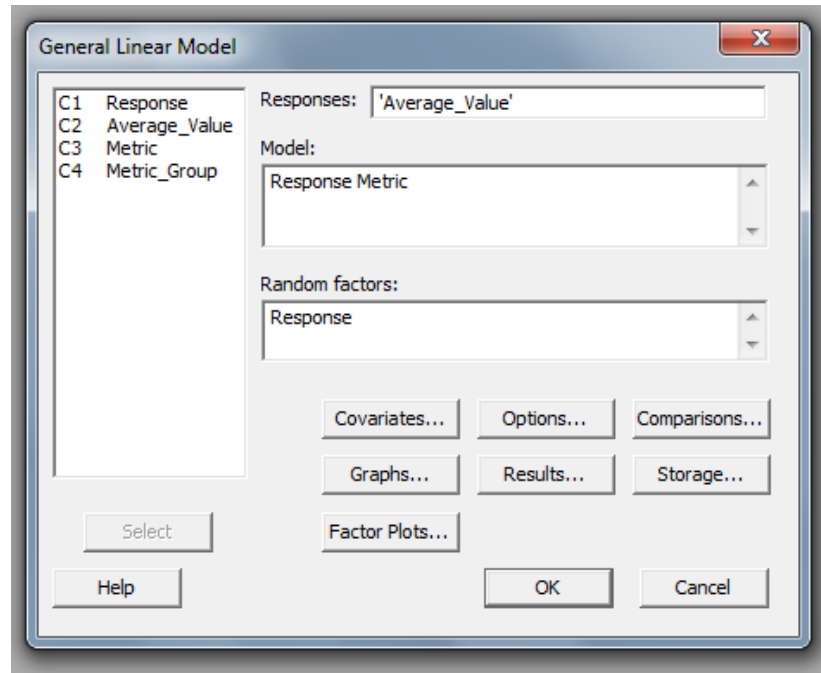 General Linear Model
C1 Response
C2 Average_Value
C3 Metric
C4 Metric_Group
Responses: 'Average_Value'
Model:
Response Metric
Random factors:
Response
Covariates... Options... Comparisons...
Graphs... Results... Storage...
Select Factor Plots...
Help OK Cancel